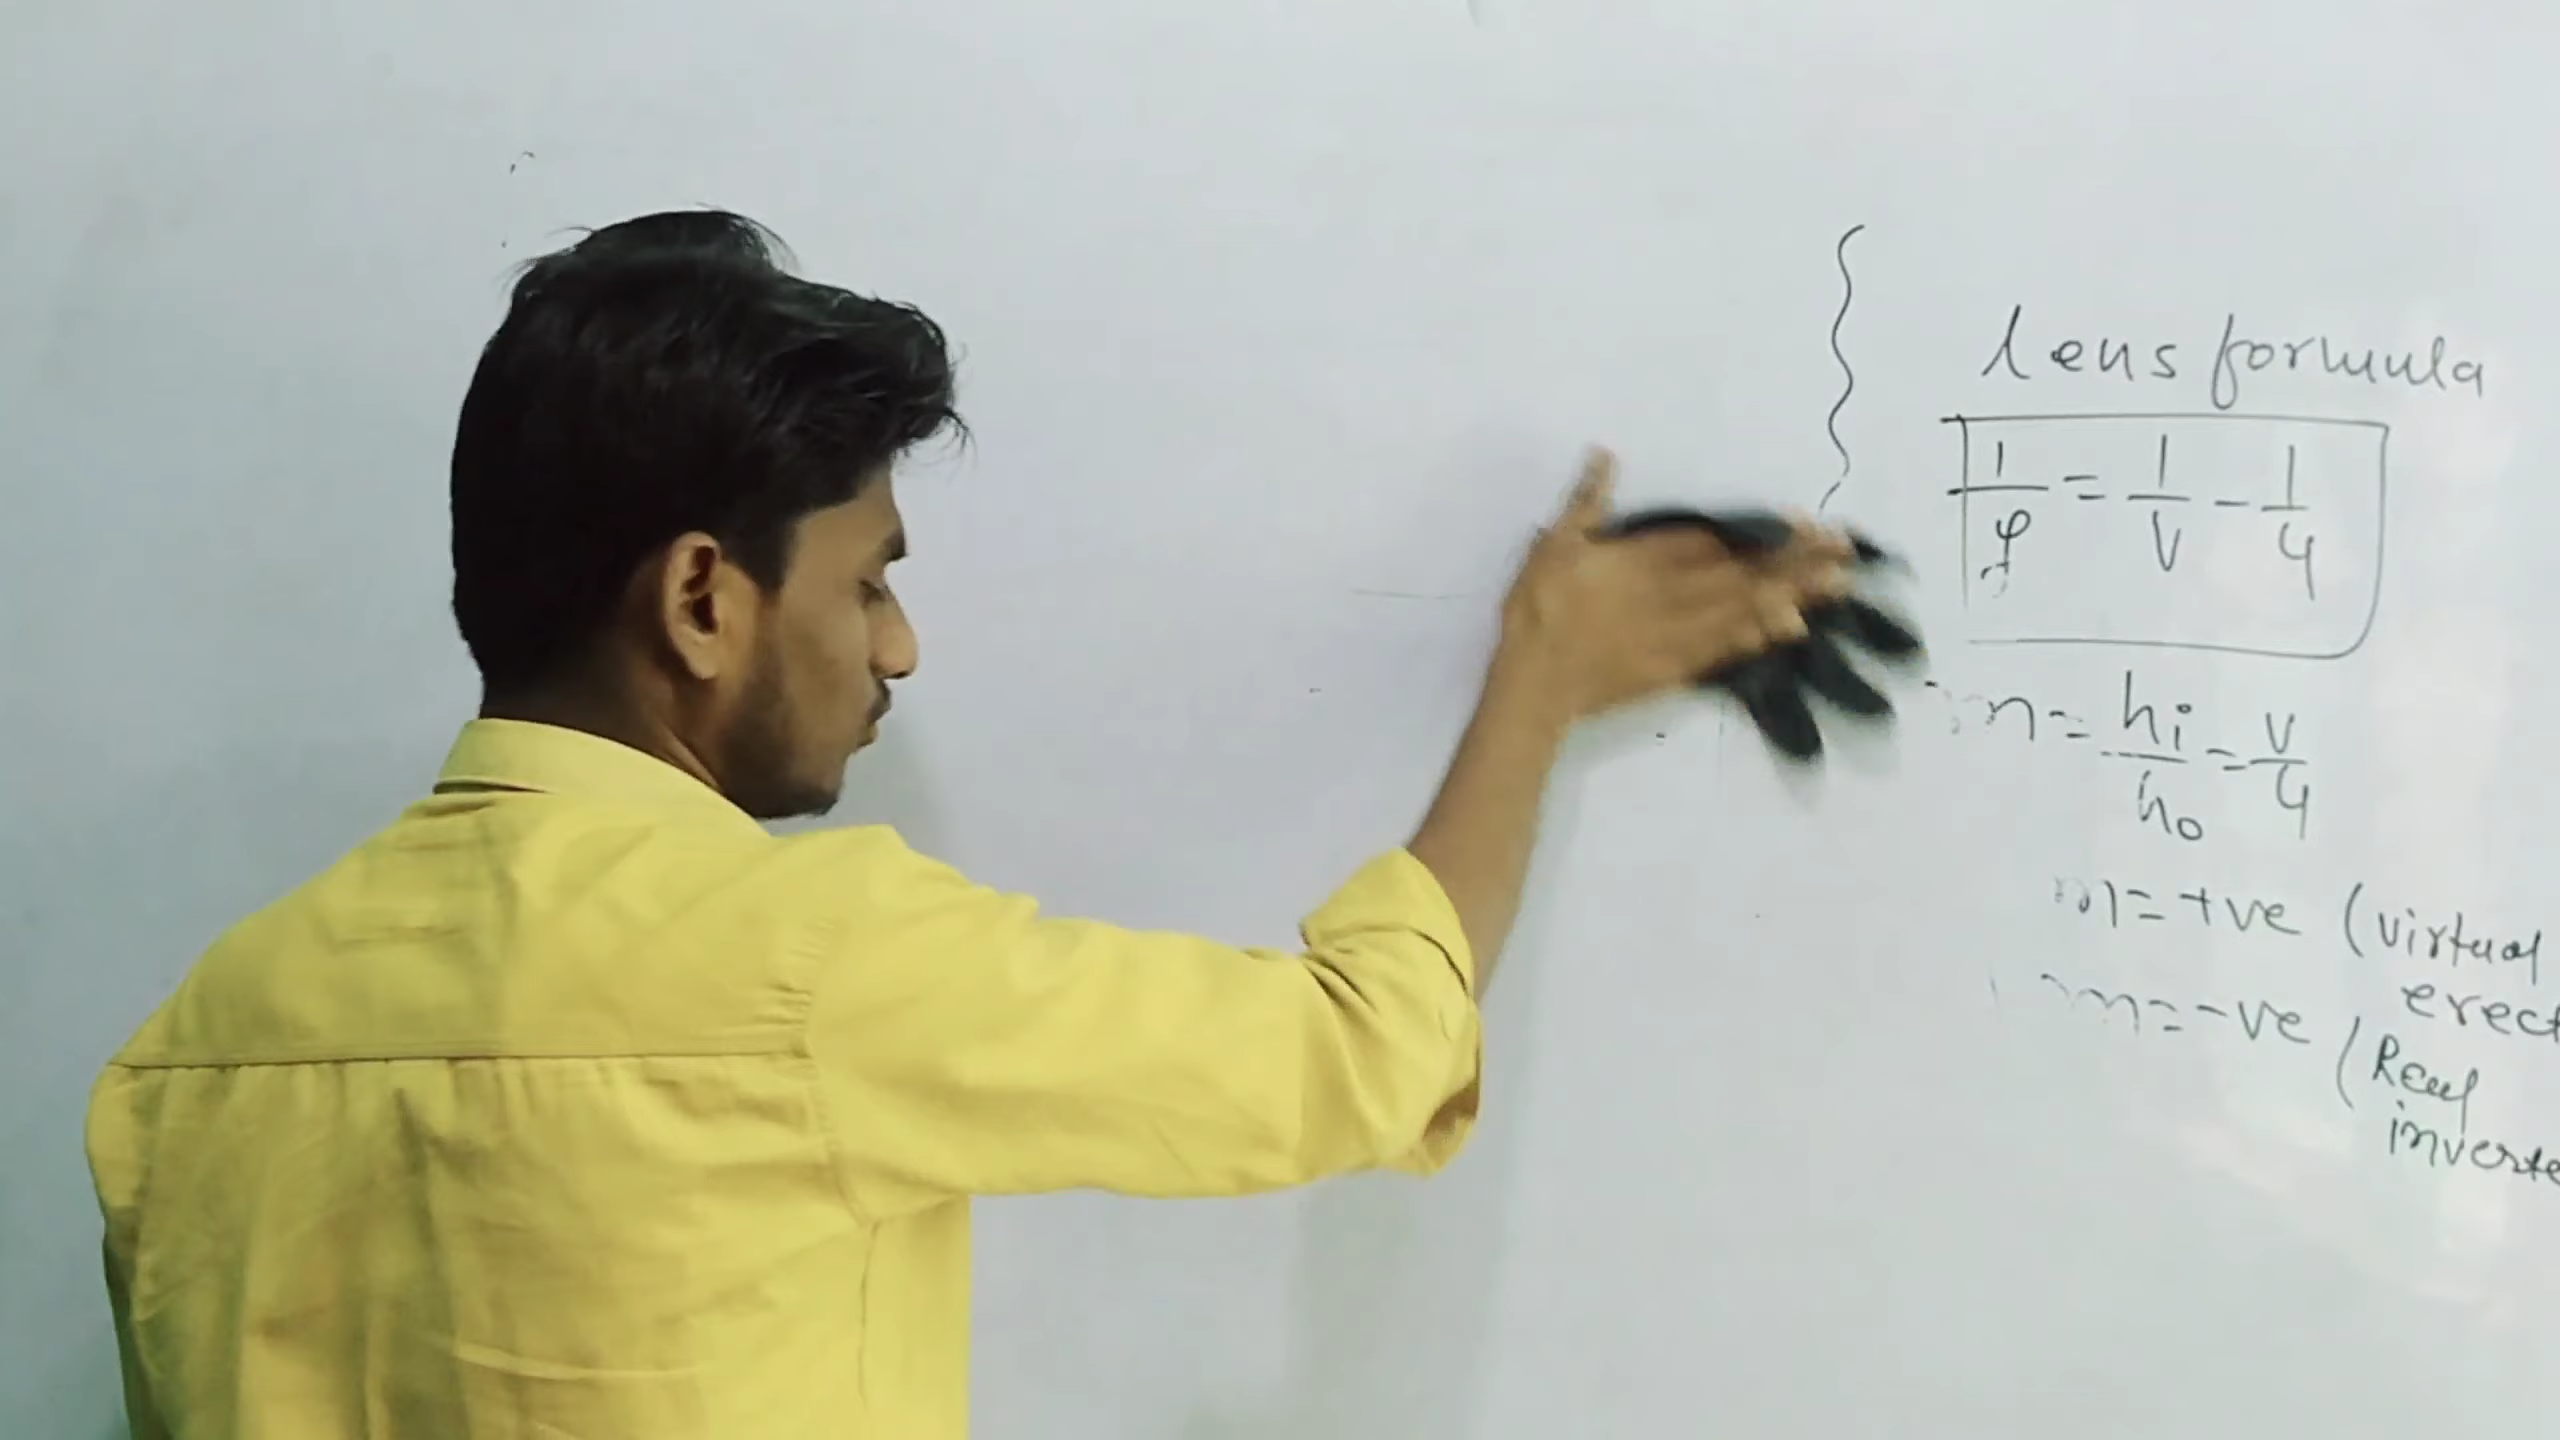 lens formula
1/f = 1/v - 1/u
m = hi/ho = v/u
m = +ve (virtual
erect
m = -ve (Real
inverte